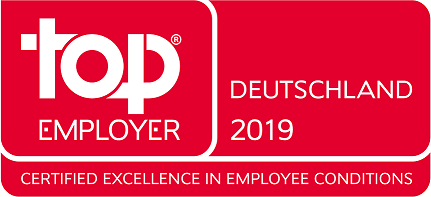 top®
EMPLOYER
DEUTSCHLAND
2019
CERTIFIED EXCELLENCE IN EMPLOYEE CONDITIONS